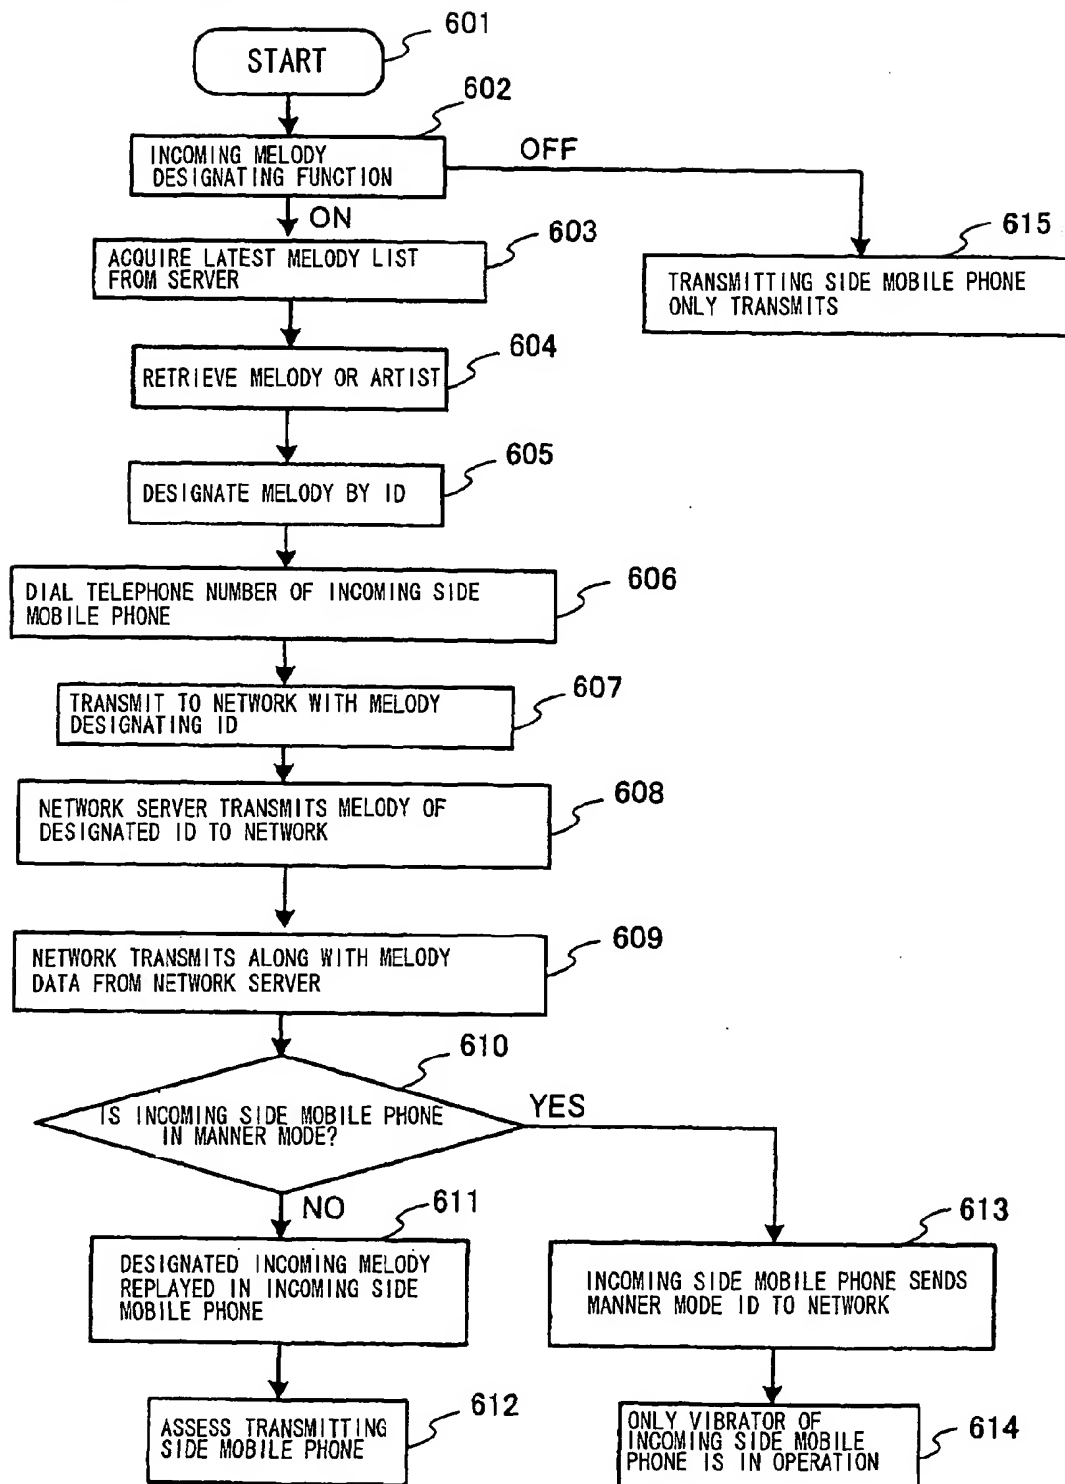 601
START
602
INCOMING MELODY
DESIGNATING FUNCTION
OFF
ON
603
ACQUIRE LATEST MELODY LIST
FROM SERVER
615
TRANSMITTING SIDE MOBILE PHONE
ONLY TRANSMITS
604
RETRIEVE MELODY OR ARTIST
605
DESIGNATE MELODY BY ID
606
DIAL TELEPHONE NUMBER OF INCOMING SIDE
MOBILE PHONE
607
TRANSMIT TO NETWORK WITH MELODY
DESIGNATING ID
608
NETWORK SERVER TRANSMITS MELODY OF
DESIGNATED ID TO NETWORK
609
NETWORK TRANSMITS ALONG WITH MELODY
DATA FROM NETWORK SERVER
610
IS INCOMING SIDE MOBILE PHONE
IN MANNER MODE?
YES
NO
611
DESIGNATED INCOMING MELODY
REPLAYED IN INCOMING SIDE
MOBILE PHONE
613
INCOMING SIDE MOBILE PHONE SENDS
MANNER MODE ID TO NETWORK
612
ASSESS TRANSMITTING
SIDE MOBILE PHONE
614
ONLY VIBRATOR OF
INCOMING SIDE MOBILE
PHONE IS IN OPERATION